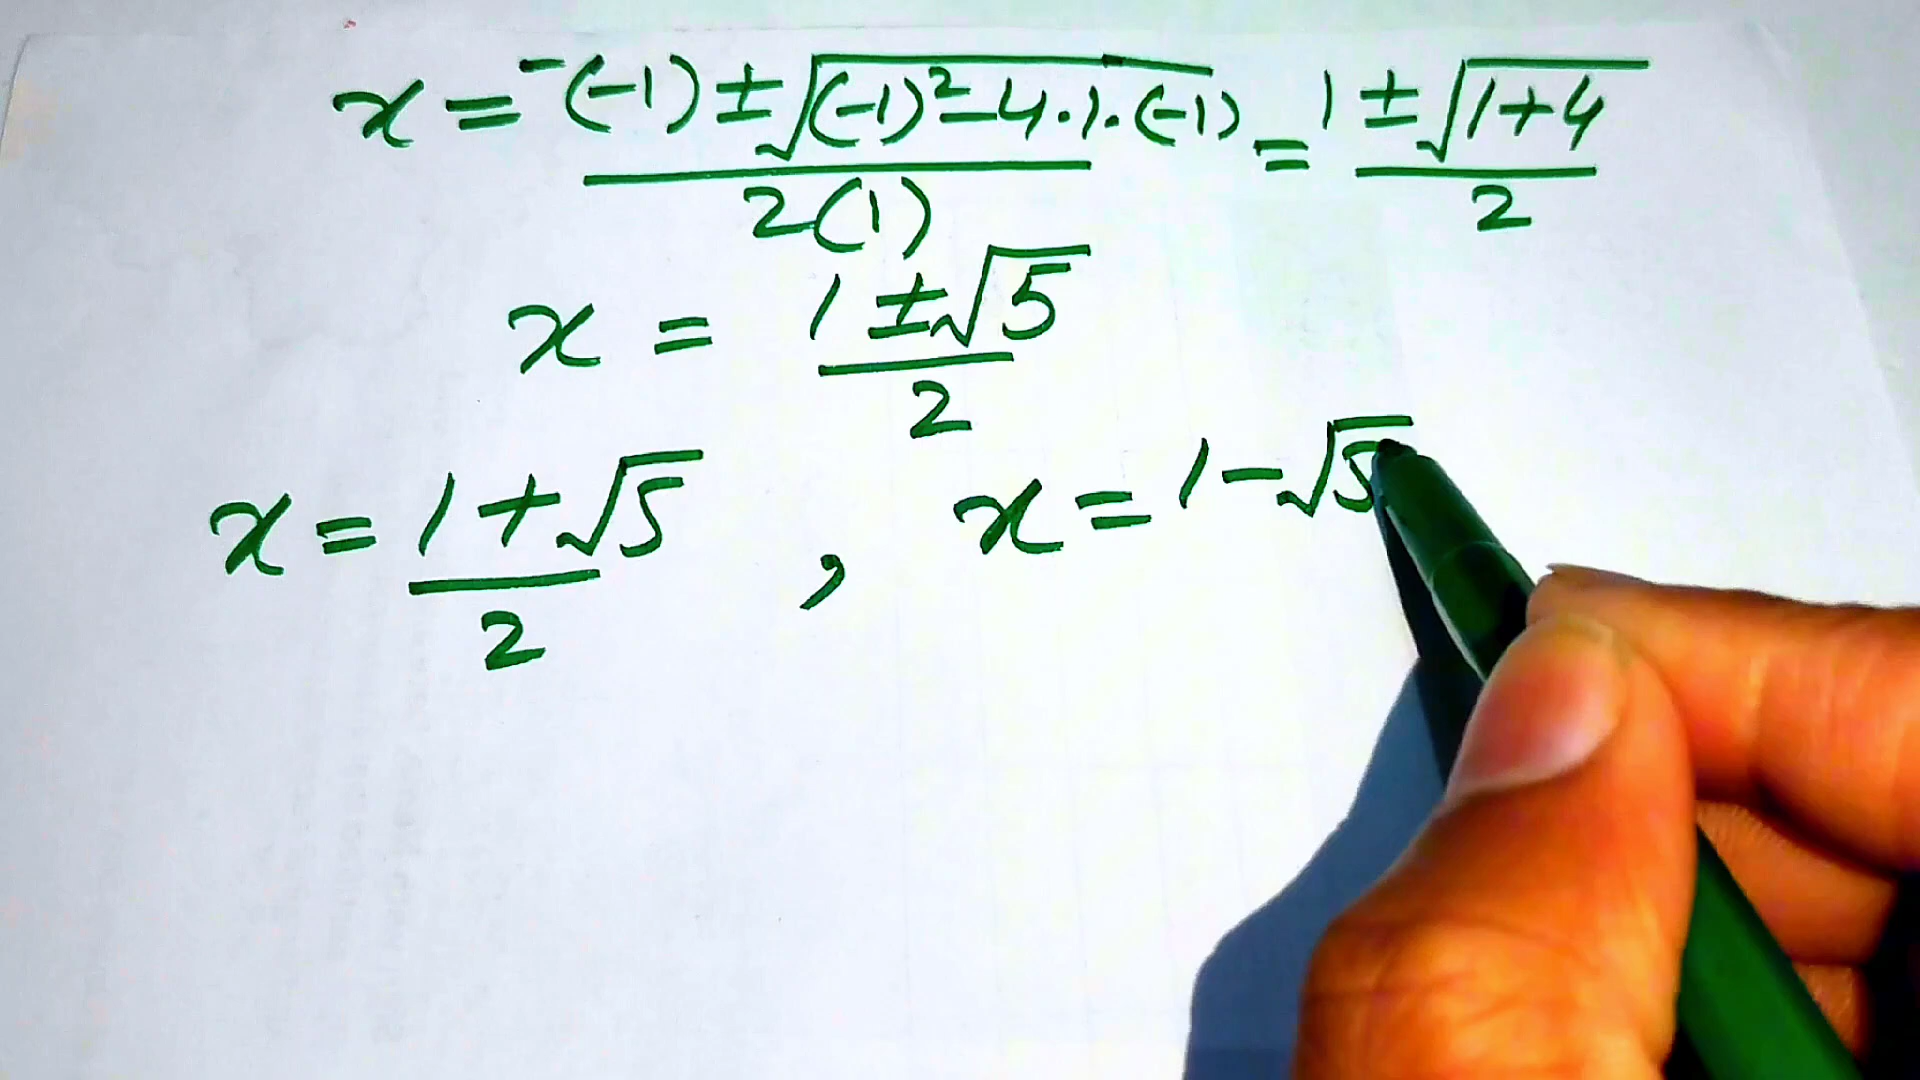 x = -(-1) ± √((-1)² - 4·1·(-1)) / 2(1) = 1 ± √(1+4) / 2
x = 1 ± √5 / 2
x = 1 + √5 / 2 , x = 1 - √5